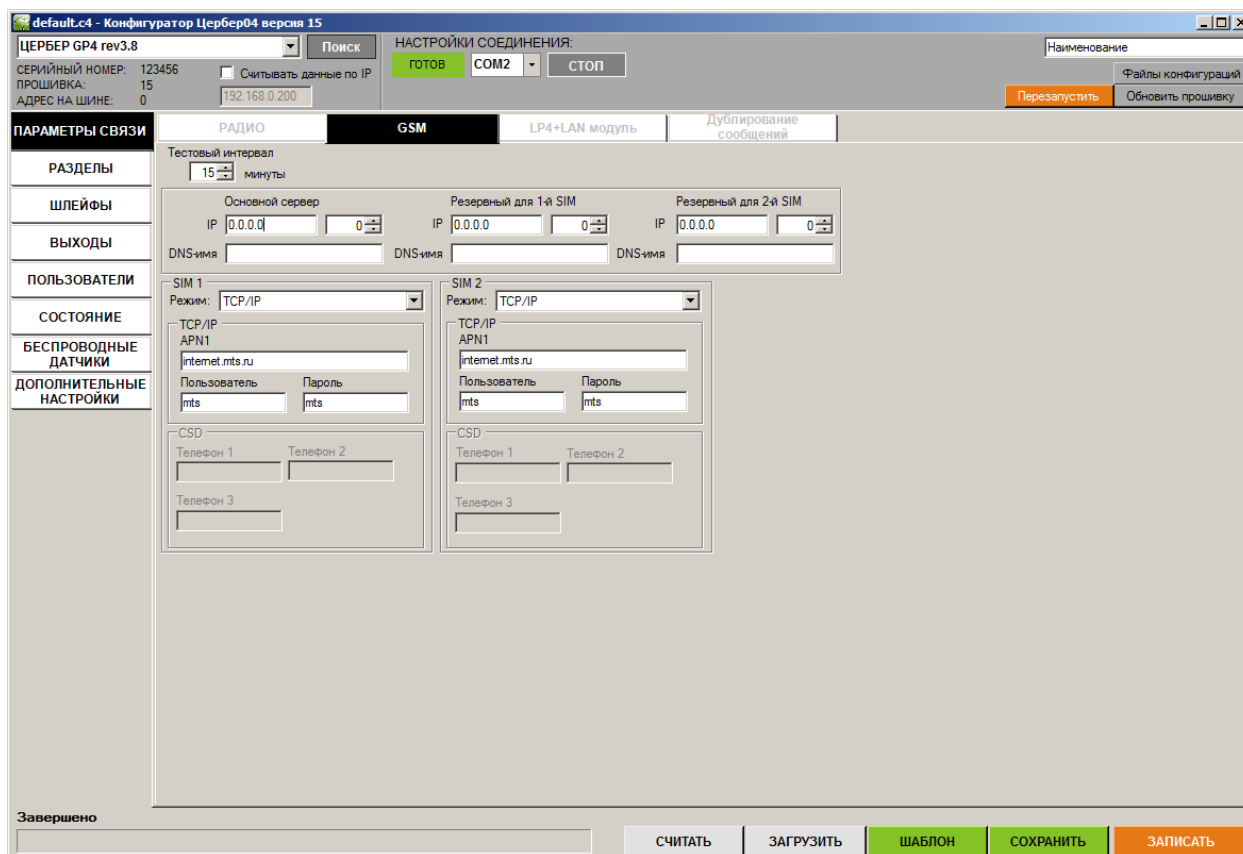 default.c4 - Конфигуратор Цербер04 версия 15
ЦЕРБЕР GP4 rev3.8
Поиск
НАСТРОЙКИ СОЕДИНЕНИЯ:
Наименование
СЕРИЙНЫЙ НОМЕР: 123456
Считывать данные по IP
ГОТОВ
COM2
СТОП
Файлы конфигураций
ПРОШИВКА: 15
АДРЕС НА ШИНЕ: 0
192.168.0.200
Перезапустить
Обновить прошивку
ПАРАМЕТРЫ СВЯЗИ
РАЗДЕЛЫ
ШЛЕЙФЫ
ВЫХОДЫ
ПОЛЬЗОВАТЕЛИ
СОСТОЯНИЕ
БЕСПРОВОДНЫЕ
ДАТЧИКИ
ДОПОЛНИТЕЛЬНЫЕ
НАСТРОЙКИ
РАДИО
GSM
LP4+LAN модуль
Дублирование
сообщений
Тестовый интервал
15 минуты
Основной сервер
IP 0.0.0.0 0
DNS-имя
Резервный для 1-й SIM
IP 0.0.0.0 0
DNS-имя
Резервный для 2-й SIM
IP 0.0.0.0 0
DNS-имя
SIM 1
Режим: TCP/IP
TCP/IP
APN1
internet.mts.ru
Пользователь Пароль
mts mts
CSD
Телефон 1 Телефон 2
Телефон 3
SIM 2
Режим: TCP/IP
TCP/IP
APN1
internet.mts.ru
Пользователь Пароль
mts mts
CSD
Телефон 1 Телефон 2
Телефон 3
Завершено
СЧИТАТЬ
ЗАГРУЗИТЬ
ШАБЛОН
СОХРАНИТЬ
ЗАПИСАТЬ